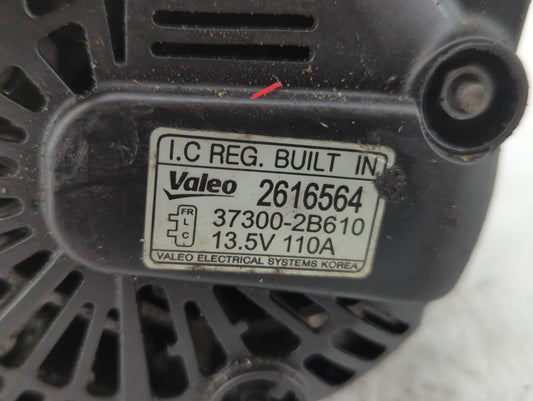 I.C REG. BUILT IN
Valeo 2616564
FR 37300-2B610
L
C 13.5V 110A
VALEO ELECTRICAL SYSTEMS KOREA